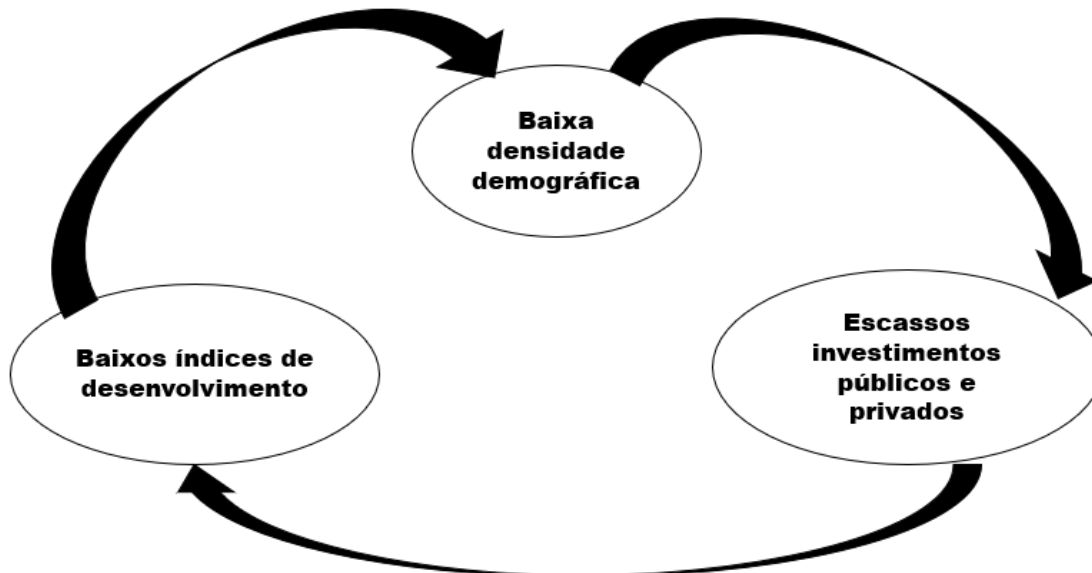 Baixa
densidade
demográfica
Escassos
investimentos
públicos e
privados
Baixos índices de
desenvolvimento